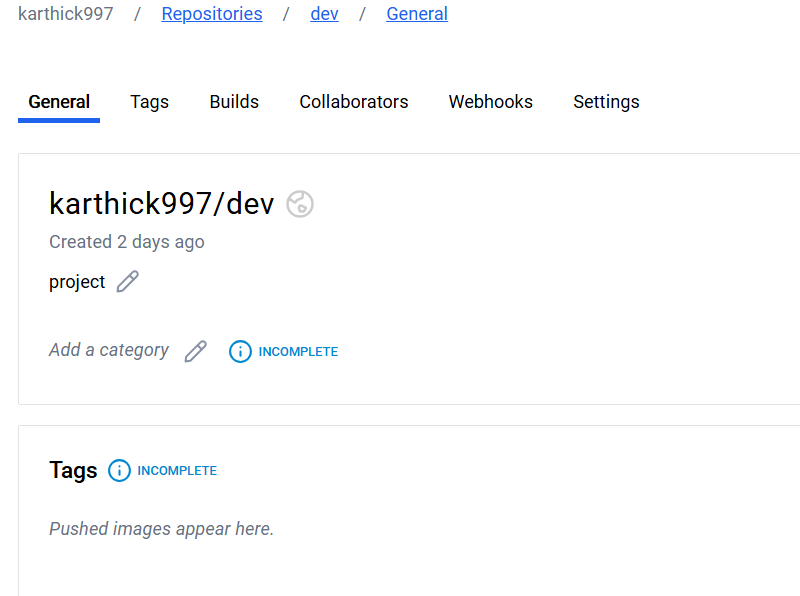 karthick997 / Repositories / dev / General
General Tags Builds Collaborators Webhooks Settings
karthick997/dev
Created 2 days ago
project
Add a category INCOMPLETE
Tags INCOMPLETE
Pushed images appear here.